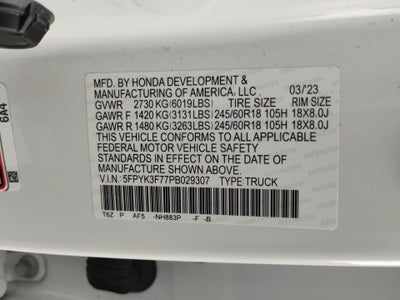 MFD. BY HONDA DEVELOPMENT &
MANUFACTURING OF AMERICA, LLC. 03/'23
GVWR 2730 KG(6019LBS) TIRE SIZE RIM SIZE
GAWR F 1420 KG(3131LBS) 245/60R18 105H 18X8.0J
GAWR R 1480 KG(3263LBS) 245/60R18 105H 18X8.0J
THIS VEHICLE CONFORMS TO ALL APPLICABLE
FEDERAL MOTOR VEHICLE SAFETY
STANDARDS IN EFFECT ON THE DATE OF
MANUFACTURE SHOWN ABOVE.
V.I.N.: 5FPYK3F77PB029307 TYPE:TRUCK
T6Z P AF5 -NH883P -F -B
6A4